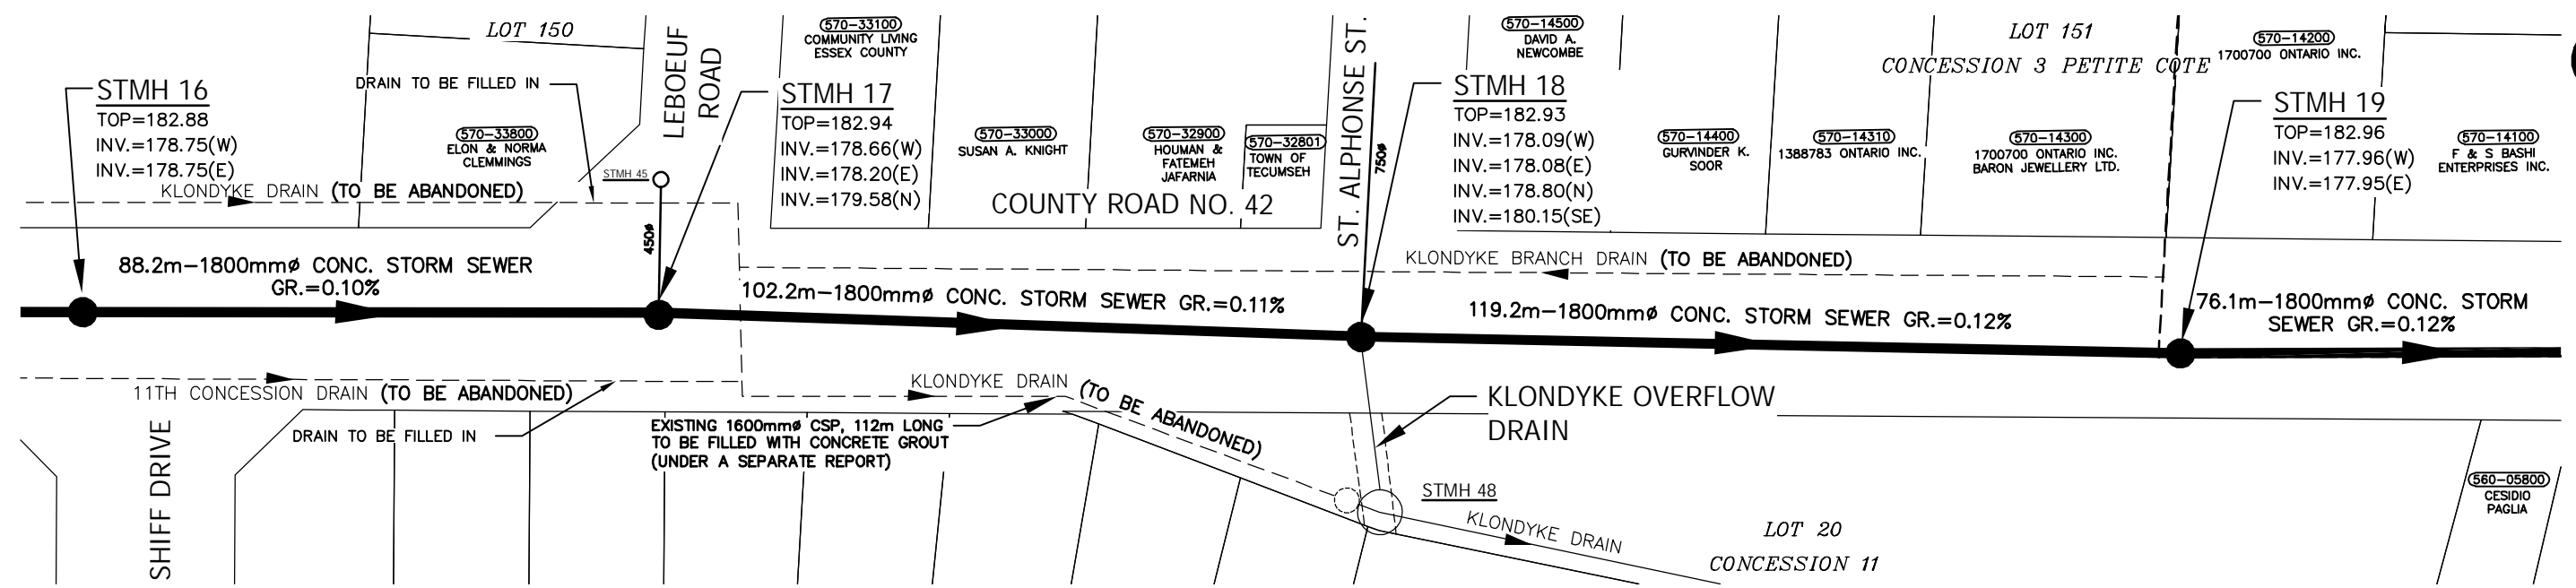 LOT 150
LEBOEUF
ROAD
570-33100
COMMUNITY LIVING
ESSEX COUNTY
ST. ALPHONSE ST.
750ø
570-14500
DAVID A.
NEWCOMBE
LOT 151
CONCESSION 3 PETITE COTE
570-14200
1700700 ONTARIO INC.
STMH 16
TOP=182.88
INV.=178.75(W)
INV.=178.75(E)
DRAIN TO BE FILLED IN
570-33800
ELON & NORMA
CLEMMINGS
STMH 45
450ø
STMH 17
TOP=182.94
INV.=178.66(W)
INV.=178.20(E)
INV.=179.58(N)
570-33000
SUSAN A. KNIGHT
570-32900
HOUMAN &
FATEMEH
JAFARNIA
570-32801
TOWN OF
TECUMSEH
STMH 18
TOP=182.93
INV.=178.09(W)
INV.=178.08(E)
INV.=178.80(N)
INV.=180.15(SE)
570-14400
GURVINDER K.
SOOR
570-14310
1388783 ONTARIO INC.
570-14300
1700700 ONTARIO INC.
BARON JEWELLERY LTD.
STMH 19
TOP=182.96
INV.=177.96(W)
INV.=177.95(E)
570-14100
F & S BASHI
ENTERPRISES INC.
KLONDYKE DRAIN (TO BE ABANDONED)
COUNTY ROAD NO. 42
KLONDYKE BRANCH DRAIN (TO BE ABANDONED)
88.2m-1800mmø CONC. STORM SEWER
GR.=0.10%
102.2m-1800mmø CONC. STORM SEWER GR.=0.11%
119.2m-1800mmø CONC. STORM SEWER GR.=0.12%
76.1m-1800mmø CONC. STORM
SEWER GR.=0.12%
11TH CONCESSION DRAIN (TO BE ABANDONED)
KLONDYKE DRAIN
(TO BE ABANDONED)
KLONDYKE OVERFLOW
DRAIN
SHIFF DRIVE
DRAIN TO BE FILLED IN
EXISTING 1600mmø CSP, 112m LONG
TO BE FILLED WITH CONCRETE GROUT
(UNDER A SEPARATE REPORT)
STMH 48
KLONDYKE DRAIN
LOT 20
CONCESSION 11
560-05800
CESIDIO
PAGLIA